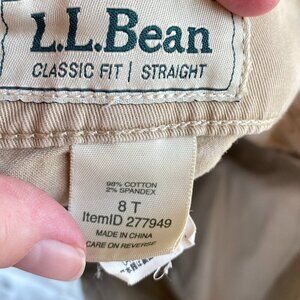 L.L.Bean
CLASSIC FIT | STRAIGHT
98% COTTON
2% SPANDEX
8 T
ItemID 277949
MADE IN CHINA
CARE ON REVERSE